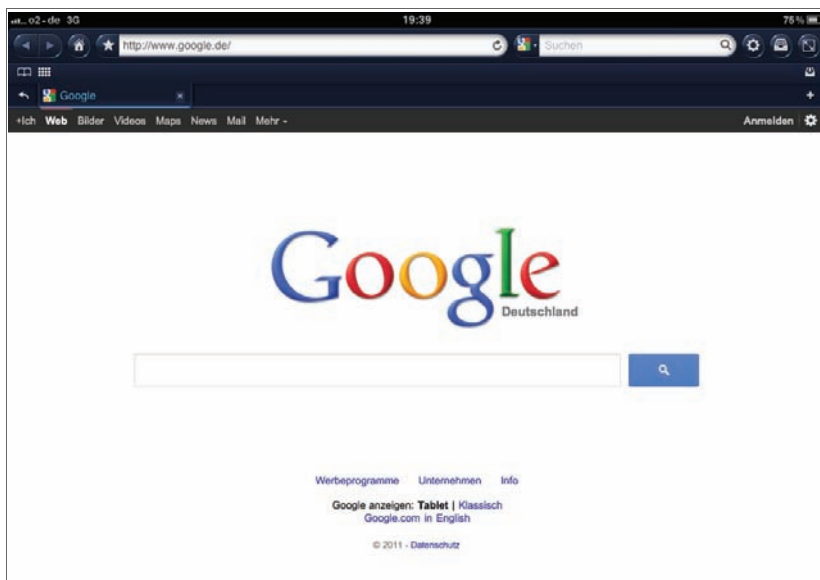 o2-de 3G 19:39 75%
http://www.google.de/ Suchen
Google
+Ich Web Bilder Videos Maps News Mail Mehr Anmelden
Google
Deutschland
Werbeprogramme Unternehmen Info
Google anzeigen: Tablet | Klassisch
Google.com in English
© 2011 - Datenschutz